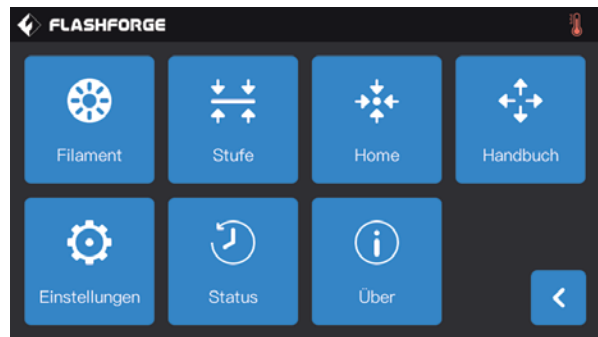 FLASHFORGE
Filament
Stufe
Home
Handbuch
Einstellungen
Status
Über